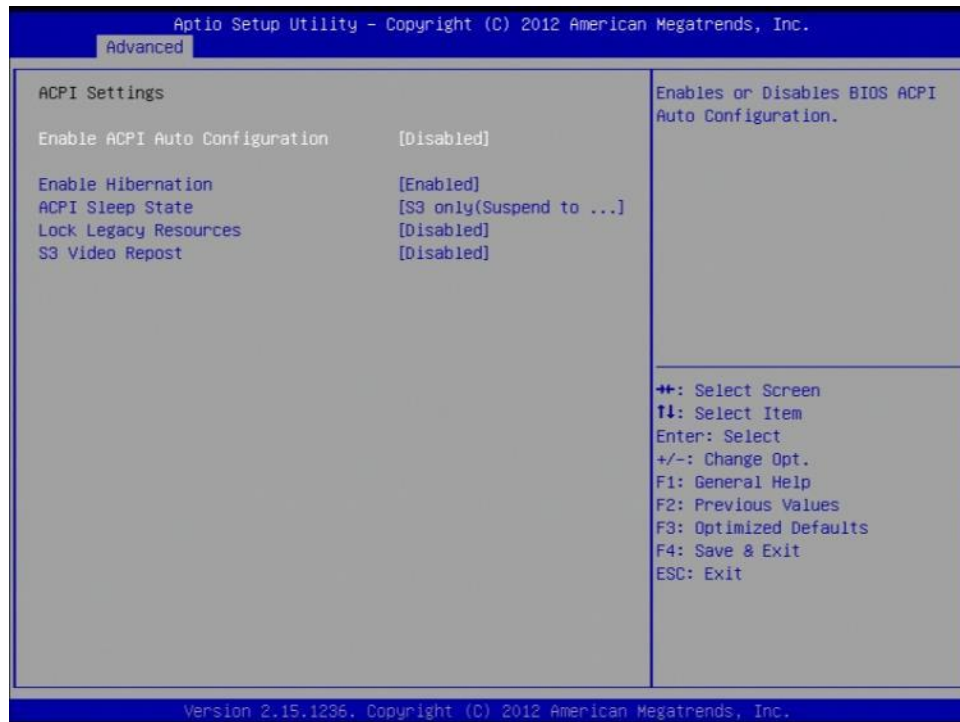 Aptio Setup Utility – Copyright (C) 2012 American Megatrends, Inc.
Advanced
ACPI Settings
Enable ACPI Auto Configuration [Disabled]
Enable Hibernation [Enabled]
ACPI Sleep State [S3 only(Suspend to ...]
Lock Legacy Resources [Disabled]
S3 Video Repost [Disabled]
Enables or Disables BIOS ACPI
Auto Configuration.
→←: Select Screen
↑↓: Select Item
Enter: Select
+/-: Change Opt.
F1: General Help
F2: Previous Values
F3: Optimized Defaults
F4: Save & Exit
ESC: Exit
Version 2.15.1236. Copyright (C) 2012 American Megatrends, Inc.